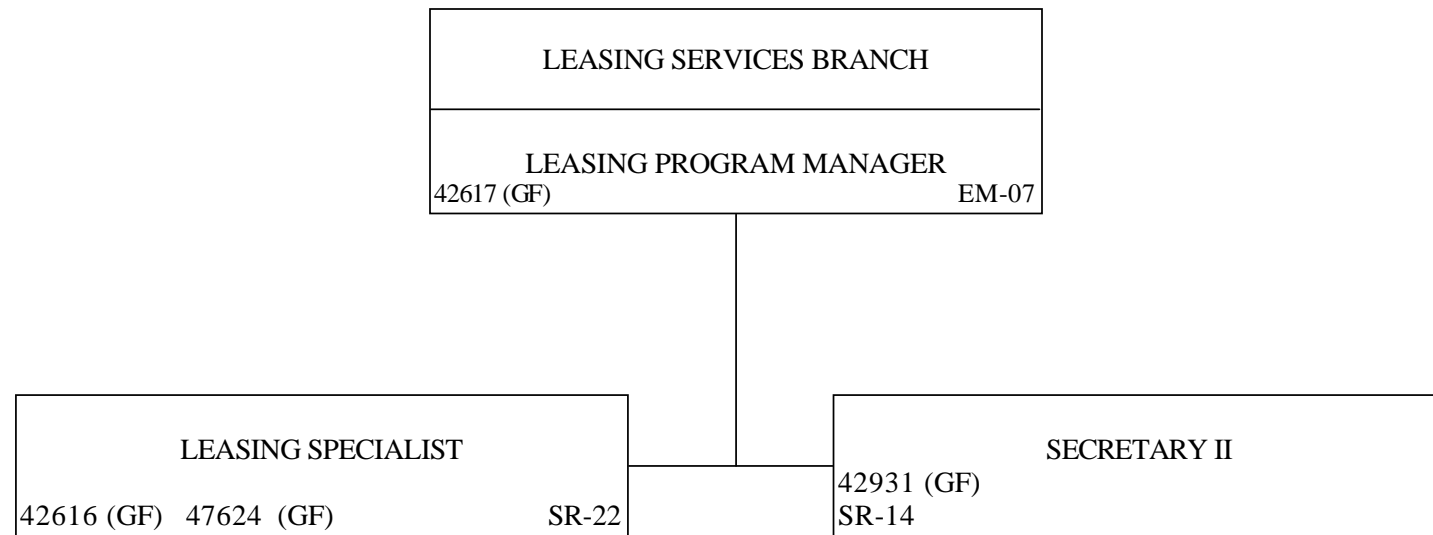 LEASING SERVICES BRANCH
LEASING PROGRAM MANAGER
42617 (GF) EM-07
LEASING SPECIALIST
42616 (GF) 47624 (GF) SR-22
SECRETARY II
42931 (GF)
SR-14